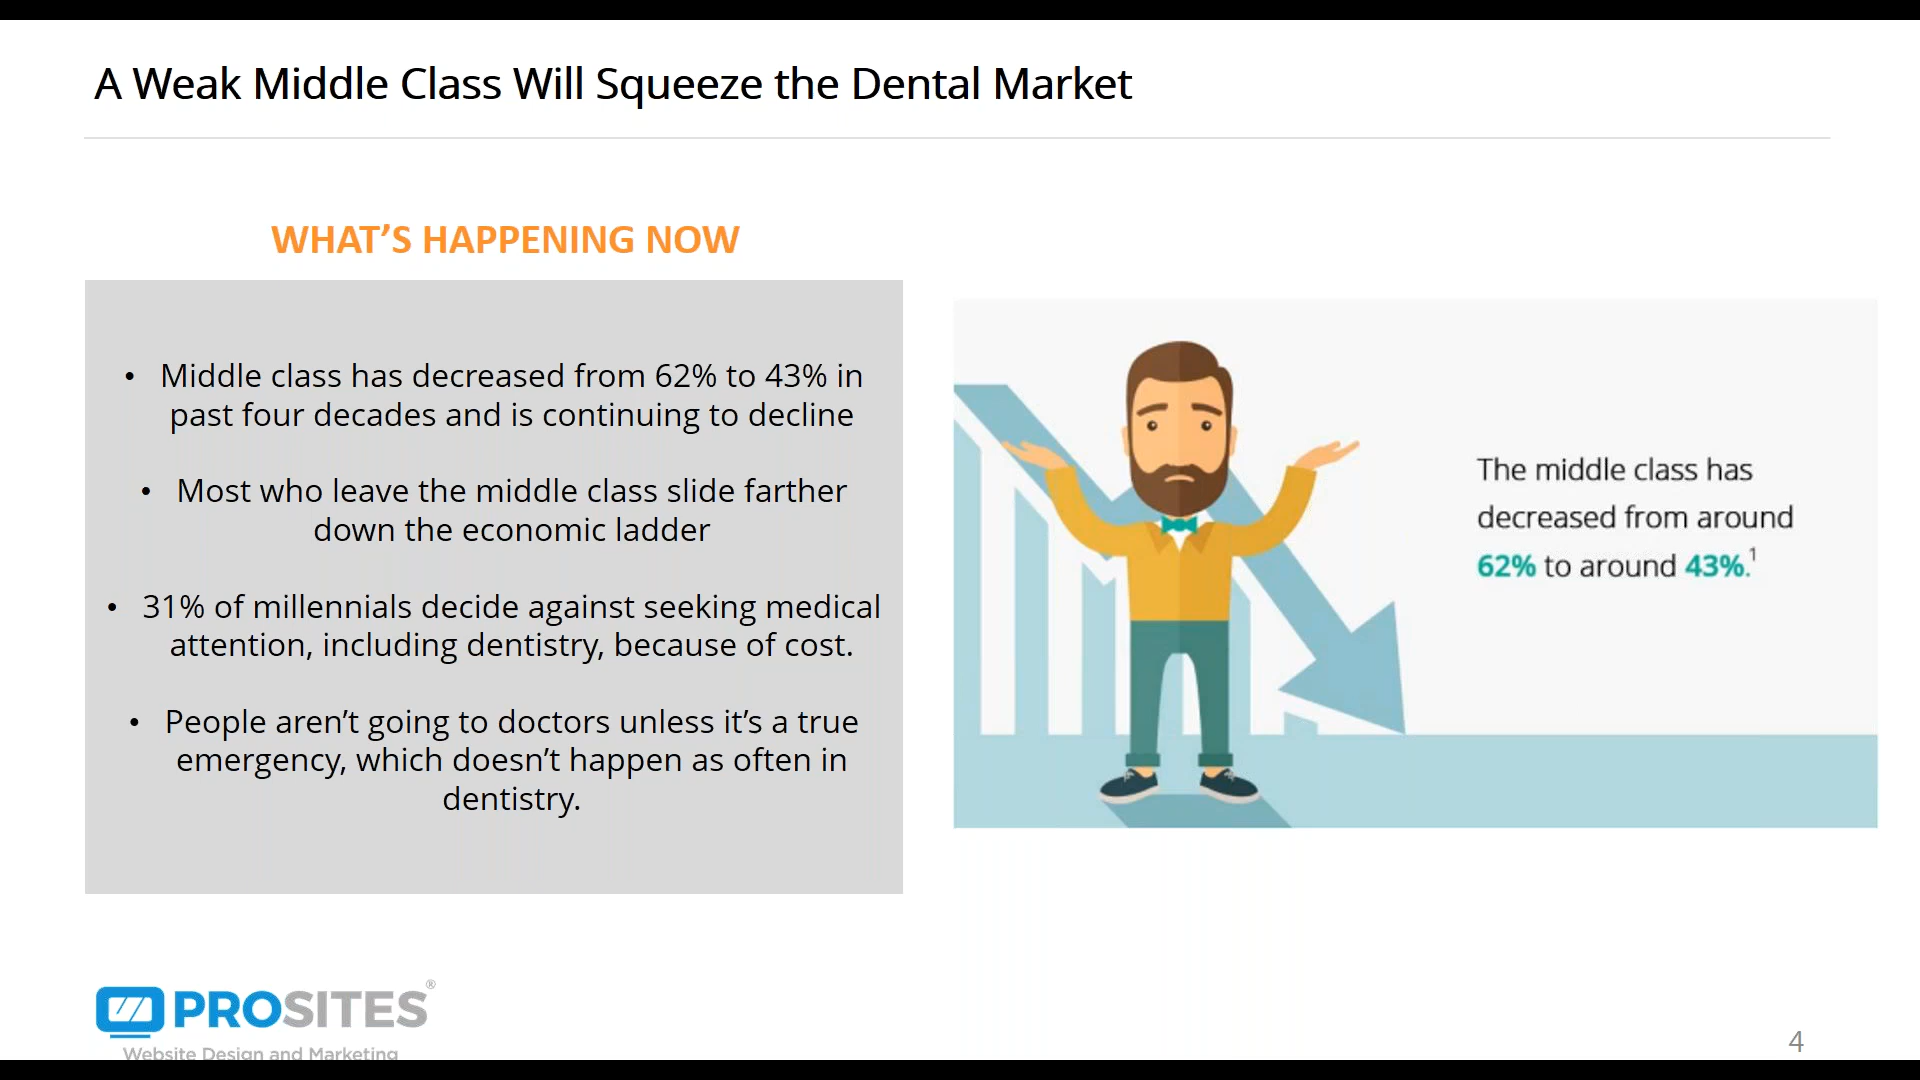 A Weak Middle Class Will Squeeze the Dental Market
WHAT’S HAPPENING NOW
• Middle class has decreased from 62% to 43% in
past four decades and is continuing to decline
• Most who leave the middle class slide farther
down the economic ladder
• 31% of millennials decide against seeking medical
attention, including dentistry, because of cost.
• People aren’t going to doctors unless it’s a true
emergency, which doesn’t happen as often in
dentistry.
The middle class has
decreased from around
62% to around 43%.¹
PROSITES®
Website Design and Marketing
4